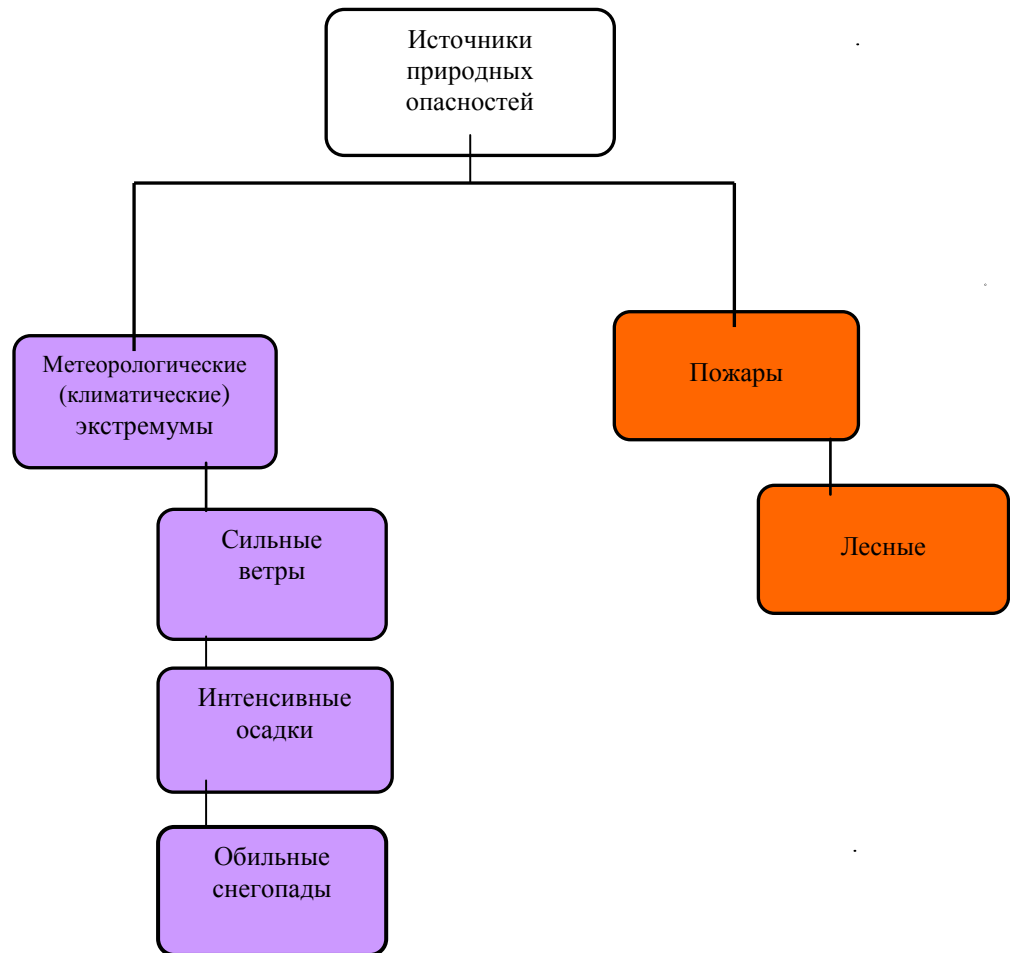 Источники
природных
опасностей
Метеорологические
(климатические)
экстремумы
Сильные
ветры
Интенсивные
осадки
Обильные
снегопады
Пожары
Лесные